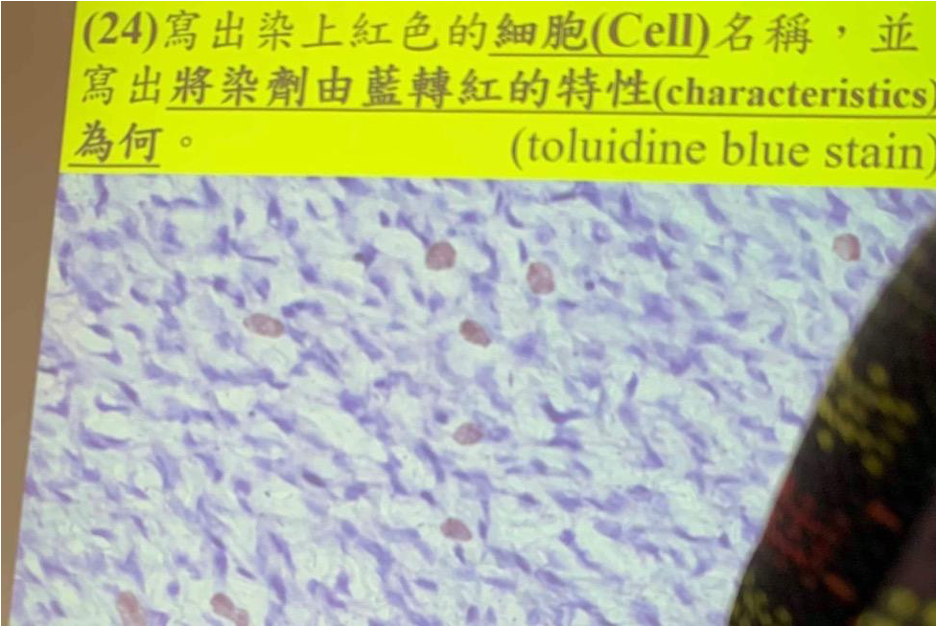 (24)寫出染上紅色的細胞(Cell)名稱，並
寫出將染劑由藍轉紅的特性(characteristics)
為何。 (toluidine blue stain)